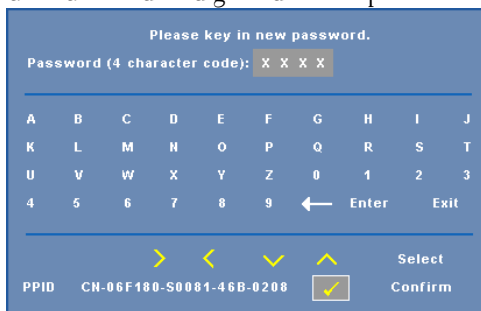 Please key in new password.
Password (4 character code): X X X X
A B C D E F G H I J
K L M N O P Q R S T
U V W X Y Z 0 1 2 3
4 5 6 7 8 9 ← Enter Exit
Select
PPID CN-06F180-S0081-46B-0208 Confirm